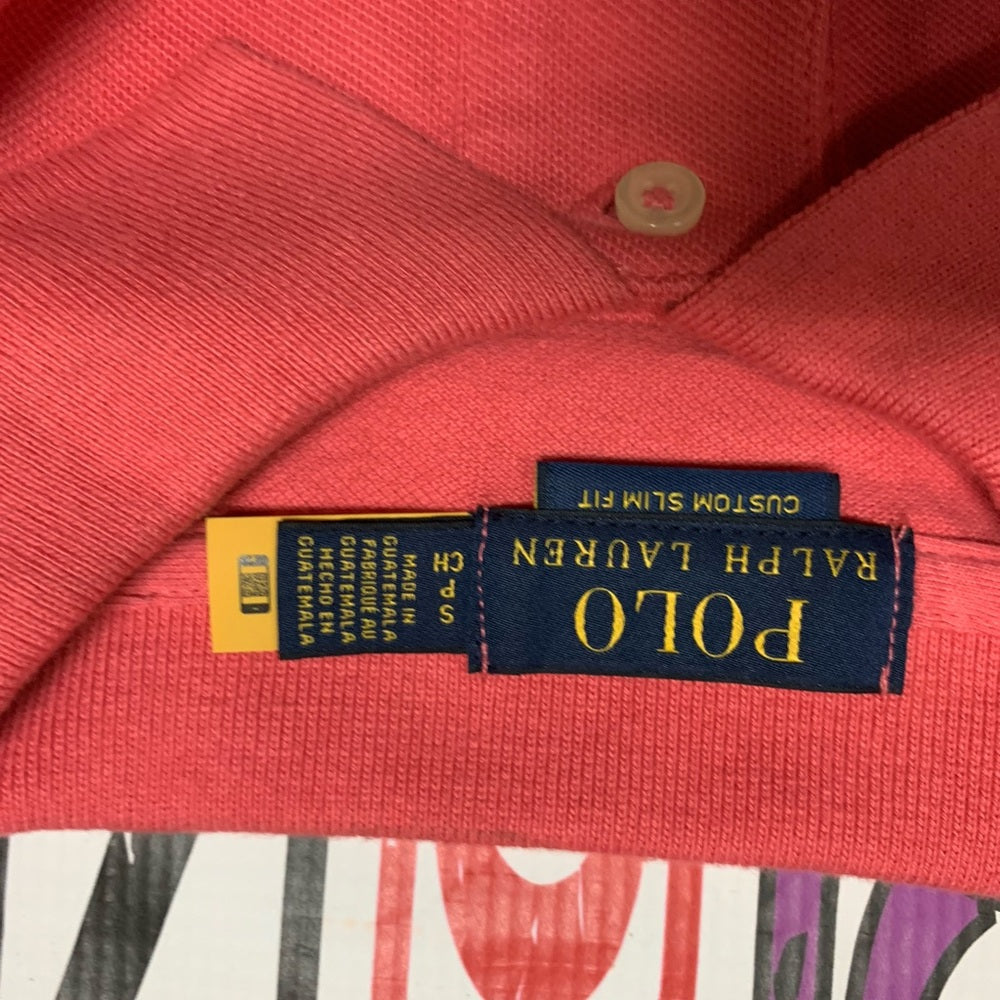 POLO
RALPH LAUREN
CUSTOM SLIM FIT
S
P
CH
MADE IN
GUATEMALA
FABRIQUE AU
GUATEMALA
HECHO EN
GUATEMALA